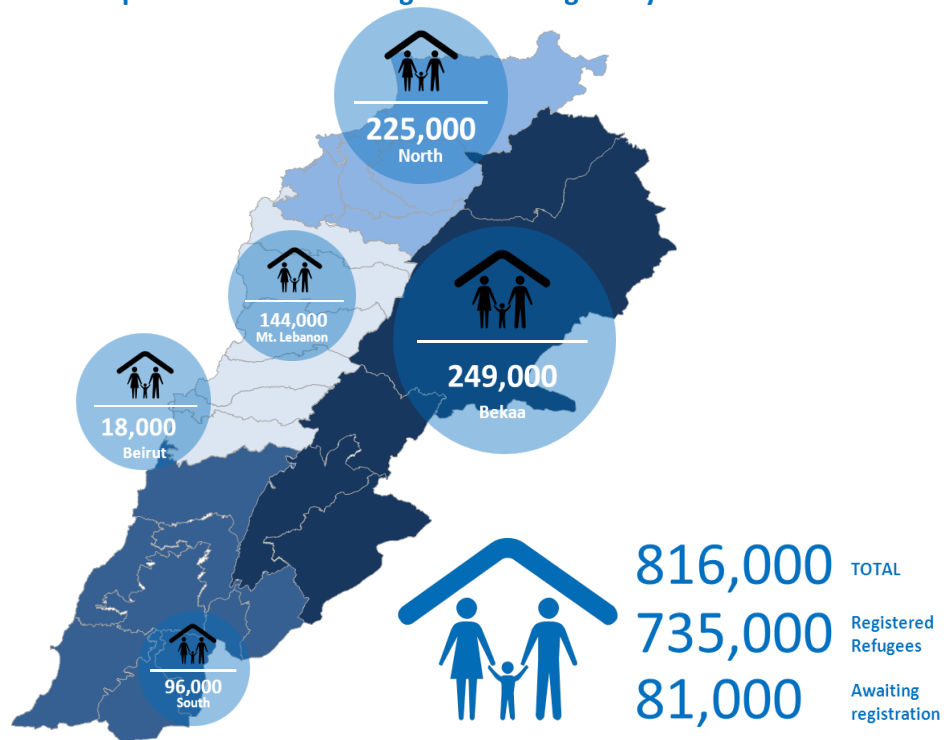 225,000
North
144,000
Mt. Lebanon
249,000
Bekaa
18,000
Beirut
96,000
South
816,000 TOTAL
735,000 Registered
Refugees
81,000 Awaiting
registration